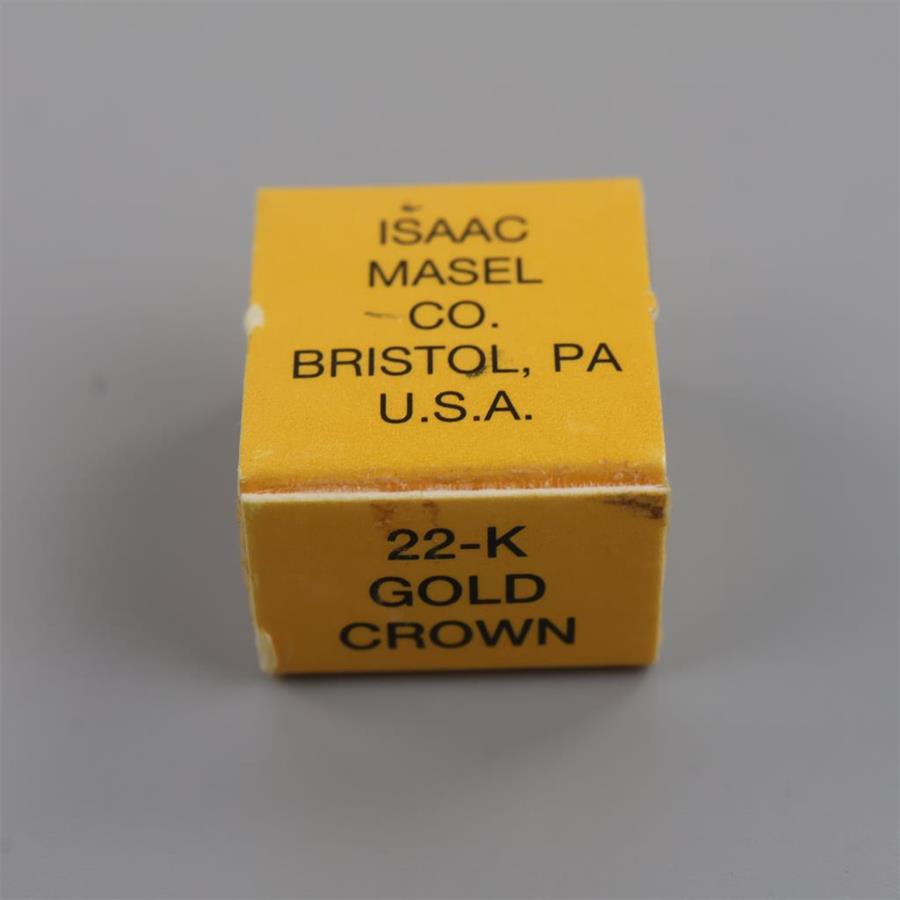 ISAAC
MASEL
CO.
BRISTOL, PA
U.S.A.
22-K
GOLD
CROWN